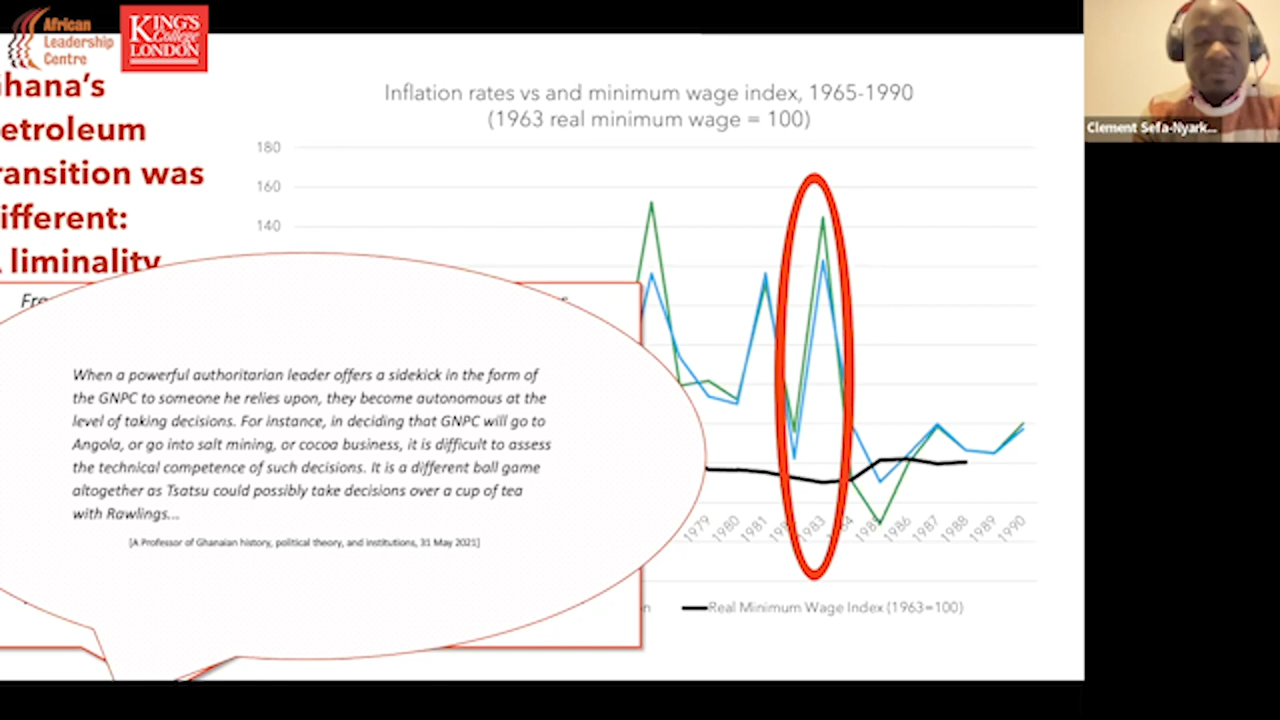 African
Leadership
Centre
KING'S
College
LONDON
hana's
etroleum
ransition was
ifferent:
liminality
Inflation rates vs and minimum wage index, 1965-1990
(1963 real minimum wage = 100)
180
160
140
Clement Sefa-Nyark...
When a powerful authoritarian leader offers a sidekick in the form of
the GNPC to someone he relies upon, they become autonomous at the
level of taking decisions. For instance, in deciding that GNPC will go to
Angola, or go into salt mining, or cocoa business, it is difficult to assess
the technical competence of such decisions. It is a different ball game
altogether as Tsatsu could possibly take decisions over a cup of tea
with Rawlings...
[A Professor of Ghanaian history, political theory, and institutions, 31 May 2021]
1979 1980 1981 1983 1986 1987 1988 1989 1990
Real Minimum Wage Index (1963=100)